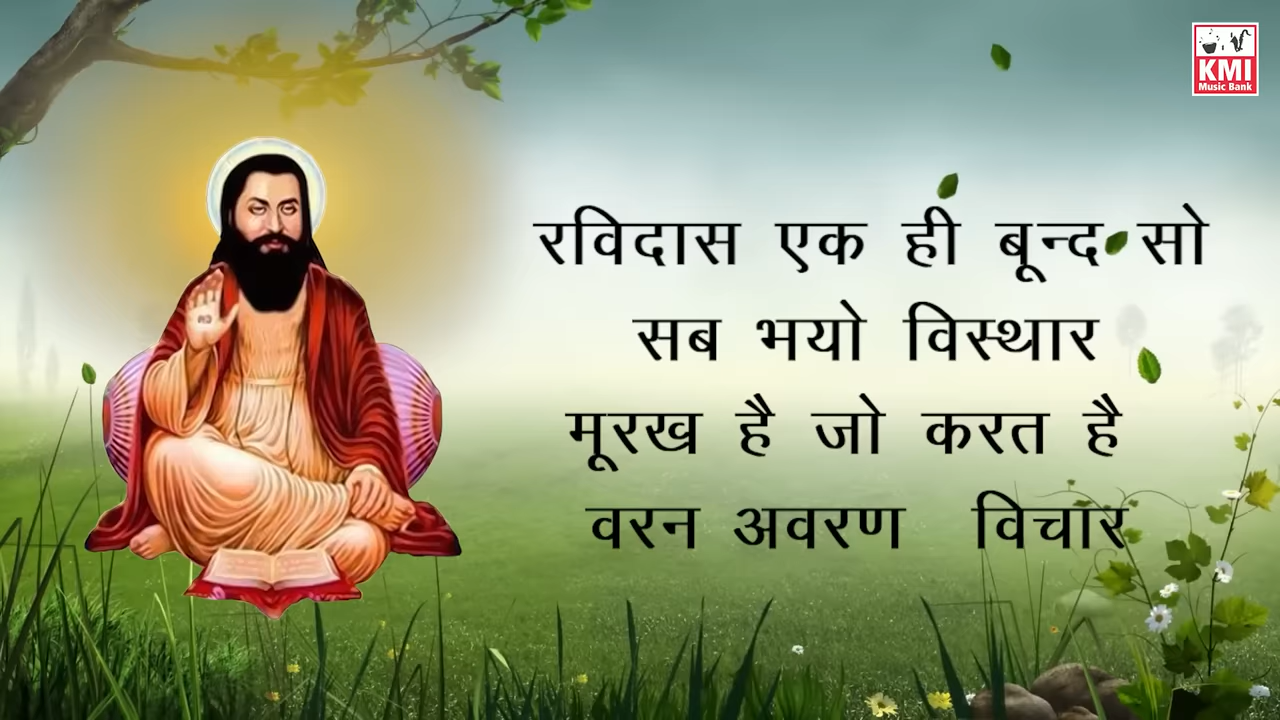 KMI
Music Bank
रविदास एक ही बून्द सो
सब भयो विस्थार
मूरख है जो करत है
वरन अवरण विचार